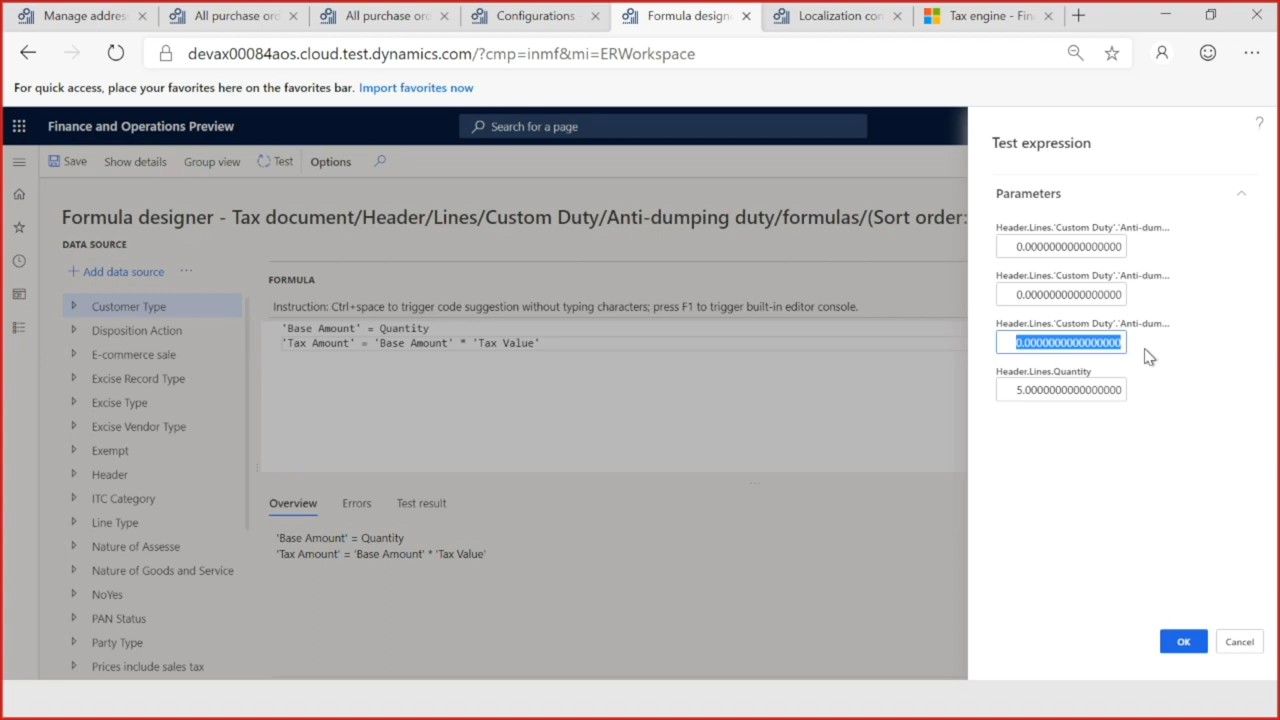 Manage addres
All purchase ord
All purchase ord
Configurations -
Formula designe
Localization con
Tax engine - Fin
devax00084aos.cloud.test.dynamics.com/?cmp=inmf&mi=ERWorkspace
For quick access, place your favorites here on the favorites bar. Import favorites now
Finance and Operations Preview
Search for a page
?
Save Show details Group view Test Options
Test expression
Formula designer - Tax document/Header/Lines/Custom Duty/Anti-dumping duty/formulas/(Sort order:
DATA SOURCE
+ Add data source ...
Customer Type
Disposition Action
E-commerce sale
Excise Record Type
Excise Type
Excise Vendor Type
Exempt
Header
ITC Category
Line Type
Nature of Assesse
Nature of Goods and Service
NoYes
PAN Status
Party Type
Prices include sales tax
FORMULA
Instruction: Ctrl+space to trigger code suggestion without typing characters; press F1 to trigger built-in editor console.
'Base Amount' = Quantity
'Tax Amount' = 'Base Amount' * 'Tax Value'
Overview Errors Test result
'Base Amount' = Quantity
'Tax Amount' = 'Base Amount' * 'Tax Value'
Parameters
Header.Lines.'Custom Duty'.'Anti-dum...
0.0000000000000000
Header.Lines.'Custom Duty'.'Anti-dum...
0.0000000000000000
Header.Lines.'Custom Duty'.'Anti-dum...
0.0000000000000000
Header.Lines.Quantity
5.0000000000000000
OK Cancel